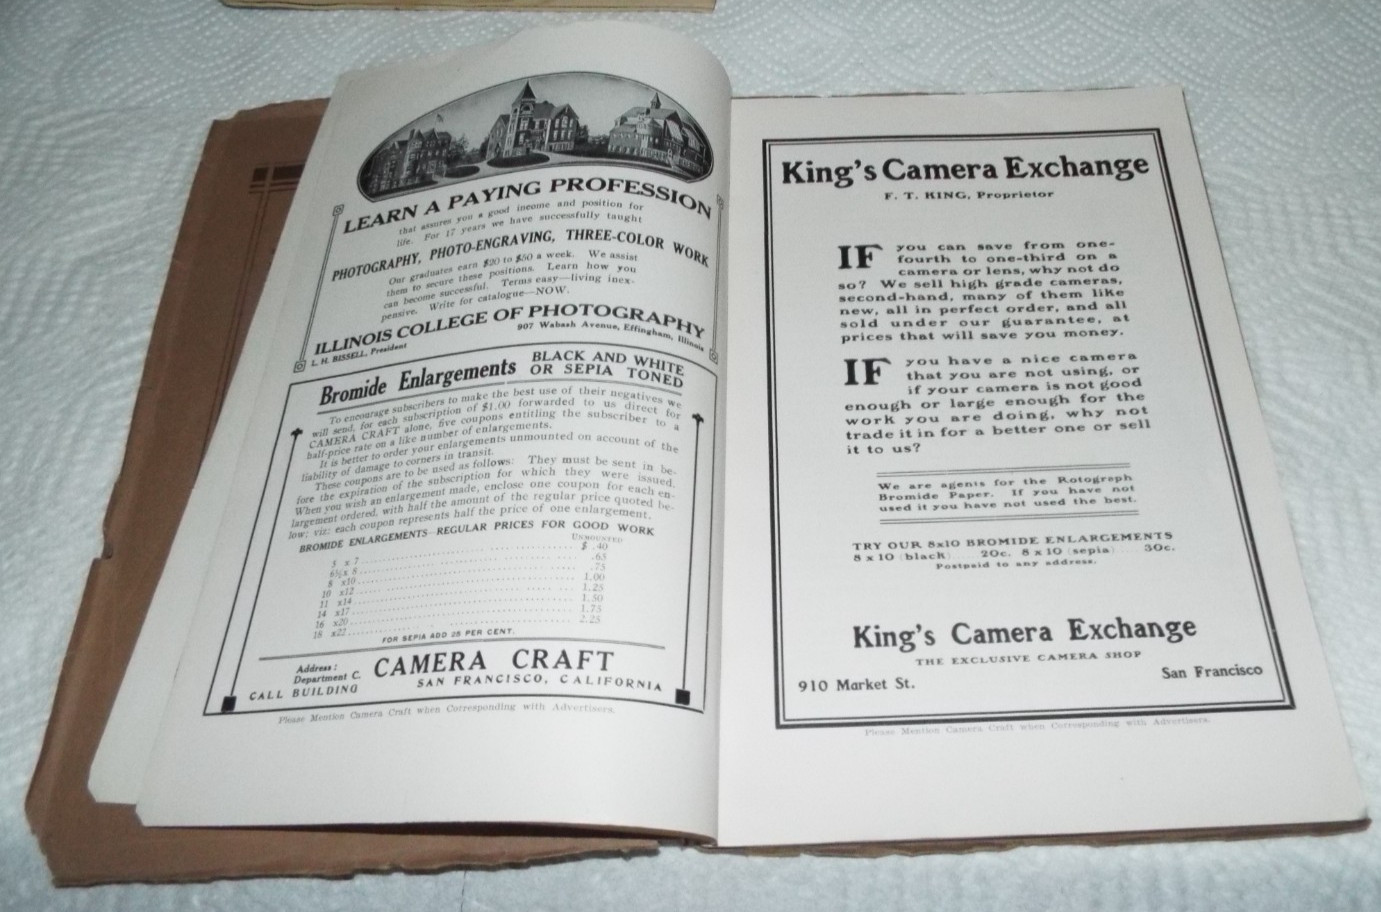 LEARN A PAYING PROFESSION
that assures you a good income and position for
life. For 17 years we have successfully taught
PHOTOGRAPHY, PHOTO-ENGRAVING, THREE-COLOR WORK
Our graduates earn $20 to $50 a week. We assist
them to secure these positions. Learn how you
can become successful. Terms easy—living inex-
pensive. Write for catalogue—NOW.
ILLINOIS COLLEGE OF PHOTOGRAPHY
907 Wabash Avenue, Effingham, Illinois
L. H. BISSELL, President
Bromide Enlargements BLACK AND WHITE
OR SEPIA TONED
To encourage subscribers to make the best use of their negatives we
will send, for each subscription of $1.00 forwarded to us direct for
CAMERA CRAFT alone, five coupons entitling the subscriber to a
half-price rate on a like number of enlargements.
It is better to order your enlargements unmounted on account of the
liability of damage to corners in transit.
These coupons are to be used as follows: They must be sent in be-
fore the expiration of the subscription for which they were issued.
When you wish an enlargement made, enclose one coupon for each en-
largement ordered, with half the amount of the regular price quoted be-
low; viz: each coupon represents half the price of one enlargement.
BROMIDE ENLARGEMENTS—REGULAR PRICES FOR GOOD WORK
UNMOUNTED
5 x 7 $ .40
6½x 8 .65
8 x10 .75
10 x12 1.00
11 x14 1.25
14 x17 1.50
16 x20 1.75
18 x22 2.25
FOR SEPIA ADD 25 PER CENT.
Address:
Department C. CAMERA CRAFT
CALL BUILDING SAN FRANCISCO, CALIFORNIA
Please Mention Camera Craft when Corresponding with Advertisers.
King's Camera Exchange
F. T. KING, Proprietor
IF you can save from one-
fourth to one-third on a
camera or lens, why not do
so? We sell high grade cameras,
second-hand, many of them like
new, all in perfect order, and all
sold under our guarantee, at
prices that will save you money.
IF you have a nice camera
that you are not using, or
if your camera is not good
enough or large enough for the
work you are doing, why not
trade it in for a better one or sell
it to us?
We are agents for the Rotograph
Bromide Paper. If you have not
used it you have not used the best.
TRY OUR 8x10 BROMIDE ENLARGEMENTS
8 x 10 (black) 20c. 8 x 10 (sepia) 30c.
Postpaid to any address.
King's Camera Exchange
THE EXCLUSIVE CAMERA SHOP
910 Market St. San Francisco
Please Mention Camera Craft when Corresponding with Advertisers.